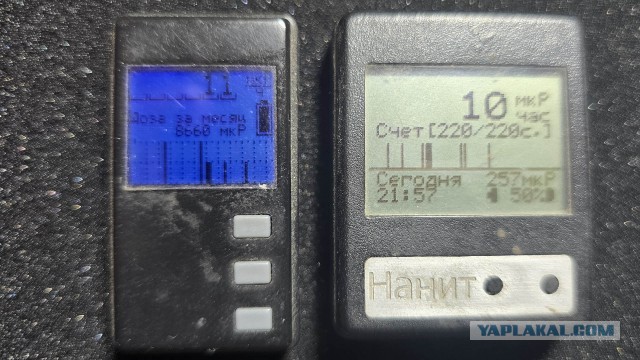 11
Доза за месяц
8660 мкР
10 мкР
час
Счет[220/220с.]
Сегодня 257мкР
21:57 50%
Нанит
YAPLAKAL.COM